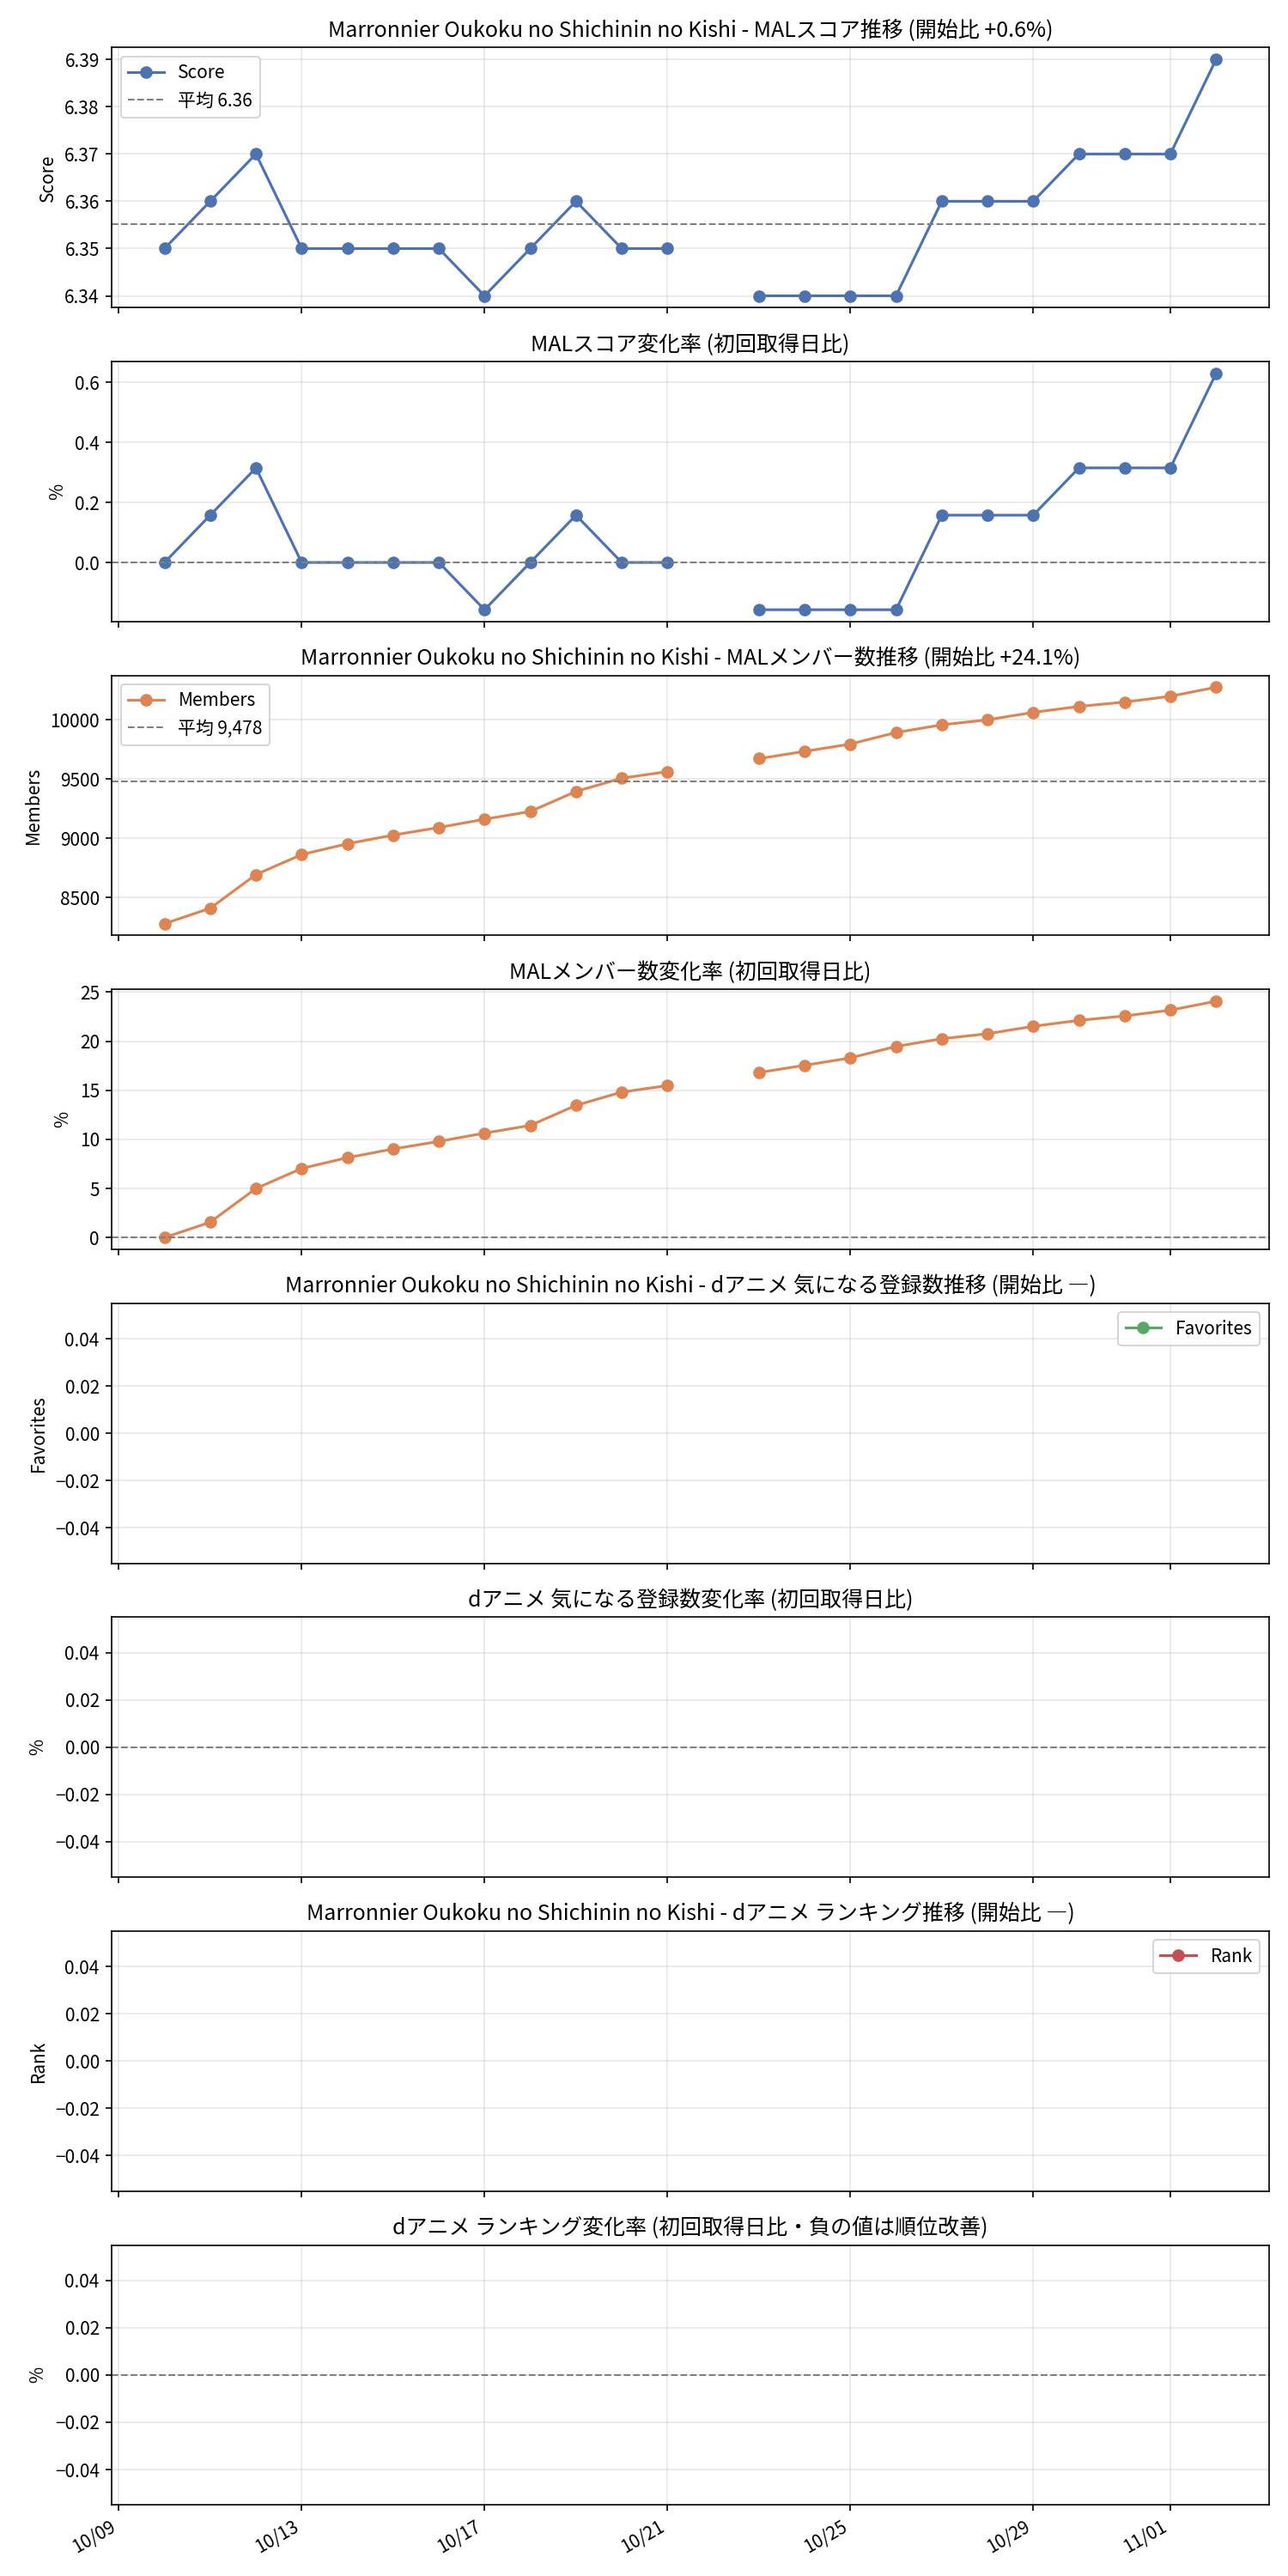 Marronnier Oukoku no Shichinin no Kishi - MALスコア推移 (開始比 +0.6%)
6.39
6.38
6.37
6.36
6.35
6.34
Score
Score
平均 6.36
MALスコア変化率 (初回取得日比)
0.6
0.4
0.2
0.0
%
Marronnier Oukoku no Shichinin no Kishi - MALメンバー数推移 (開始比 +24.1%)
10000
9500
9000
8500
Members
Members
平均 9,478
MALメンバー数変化率 (初回取得日比)
25
20
15
10
5
0
%
Marronnier Oukoku no Shichinin no Kishi - dアニメ 気になる登録数推移 (開始比 —)
0.04
0.02
0.00
−0.02
−0.04
Favorites
Favorites
dアニメ 気になる登録数変化率 (初回取得日比)
0.04
0.02
0.00
−0.02
−0.04
%
Marronnier Oukoku no Shichinin no Kishi - dアニメ ランキング推移 (開始比 —)
0.04
0.02
0.00
−0.02
−0.04
Rank
Rank
dアニメ ランキング変化率 (初回取得日比・負の値は順位改善)
0.04
0.02
0.00
−0.02
−0.04
%
10/09
10/13
10/17
10/21
10/25
10/29
11/01